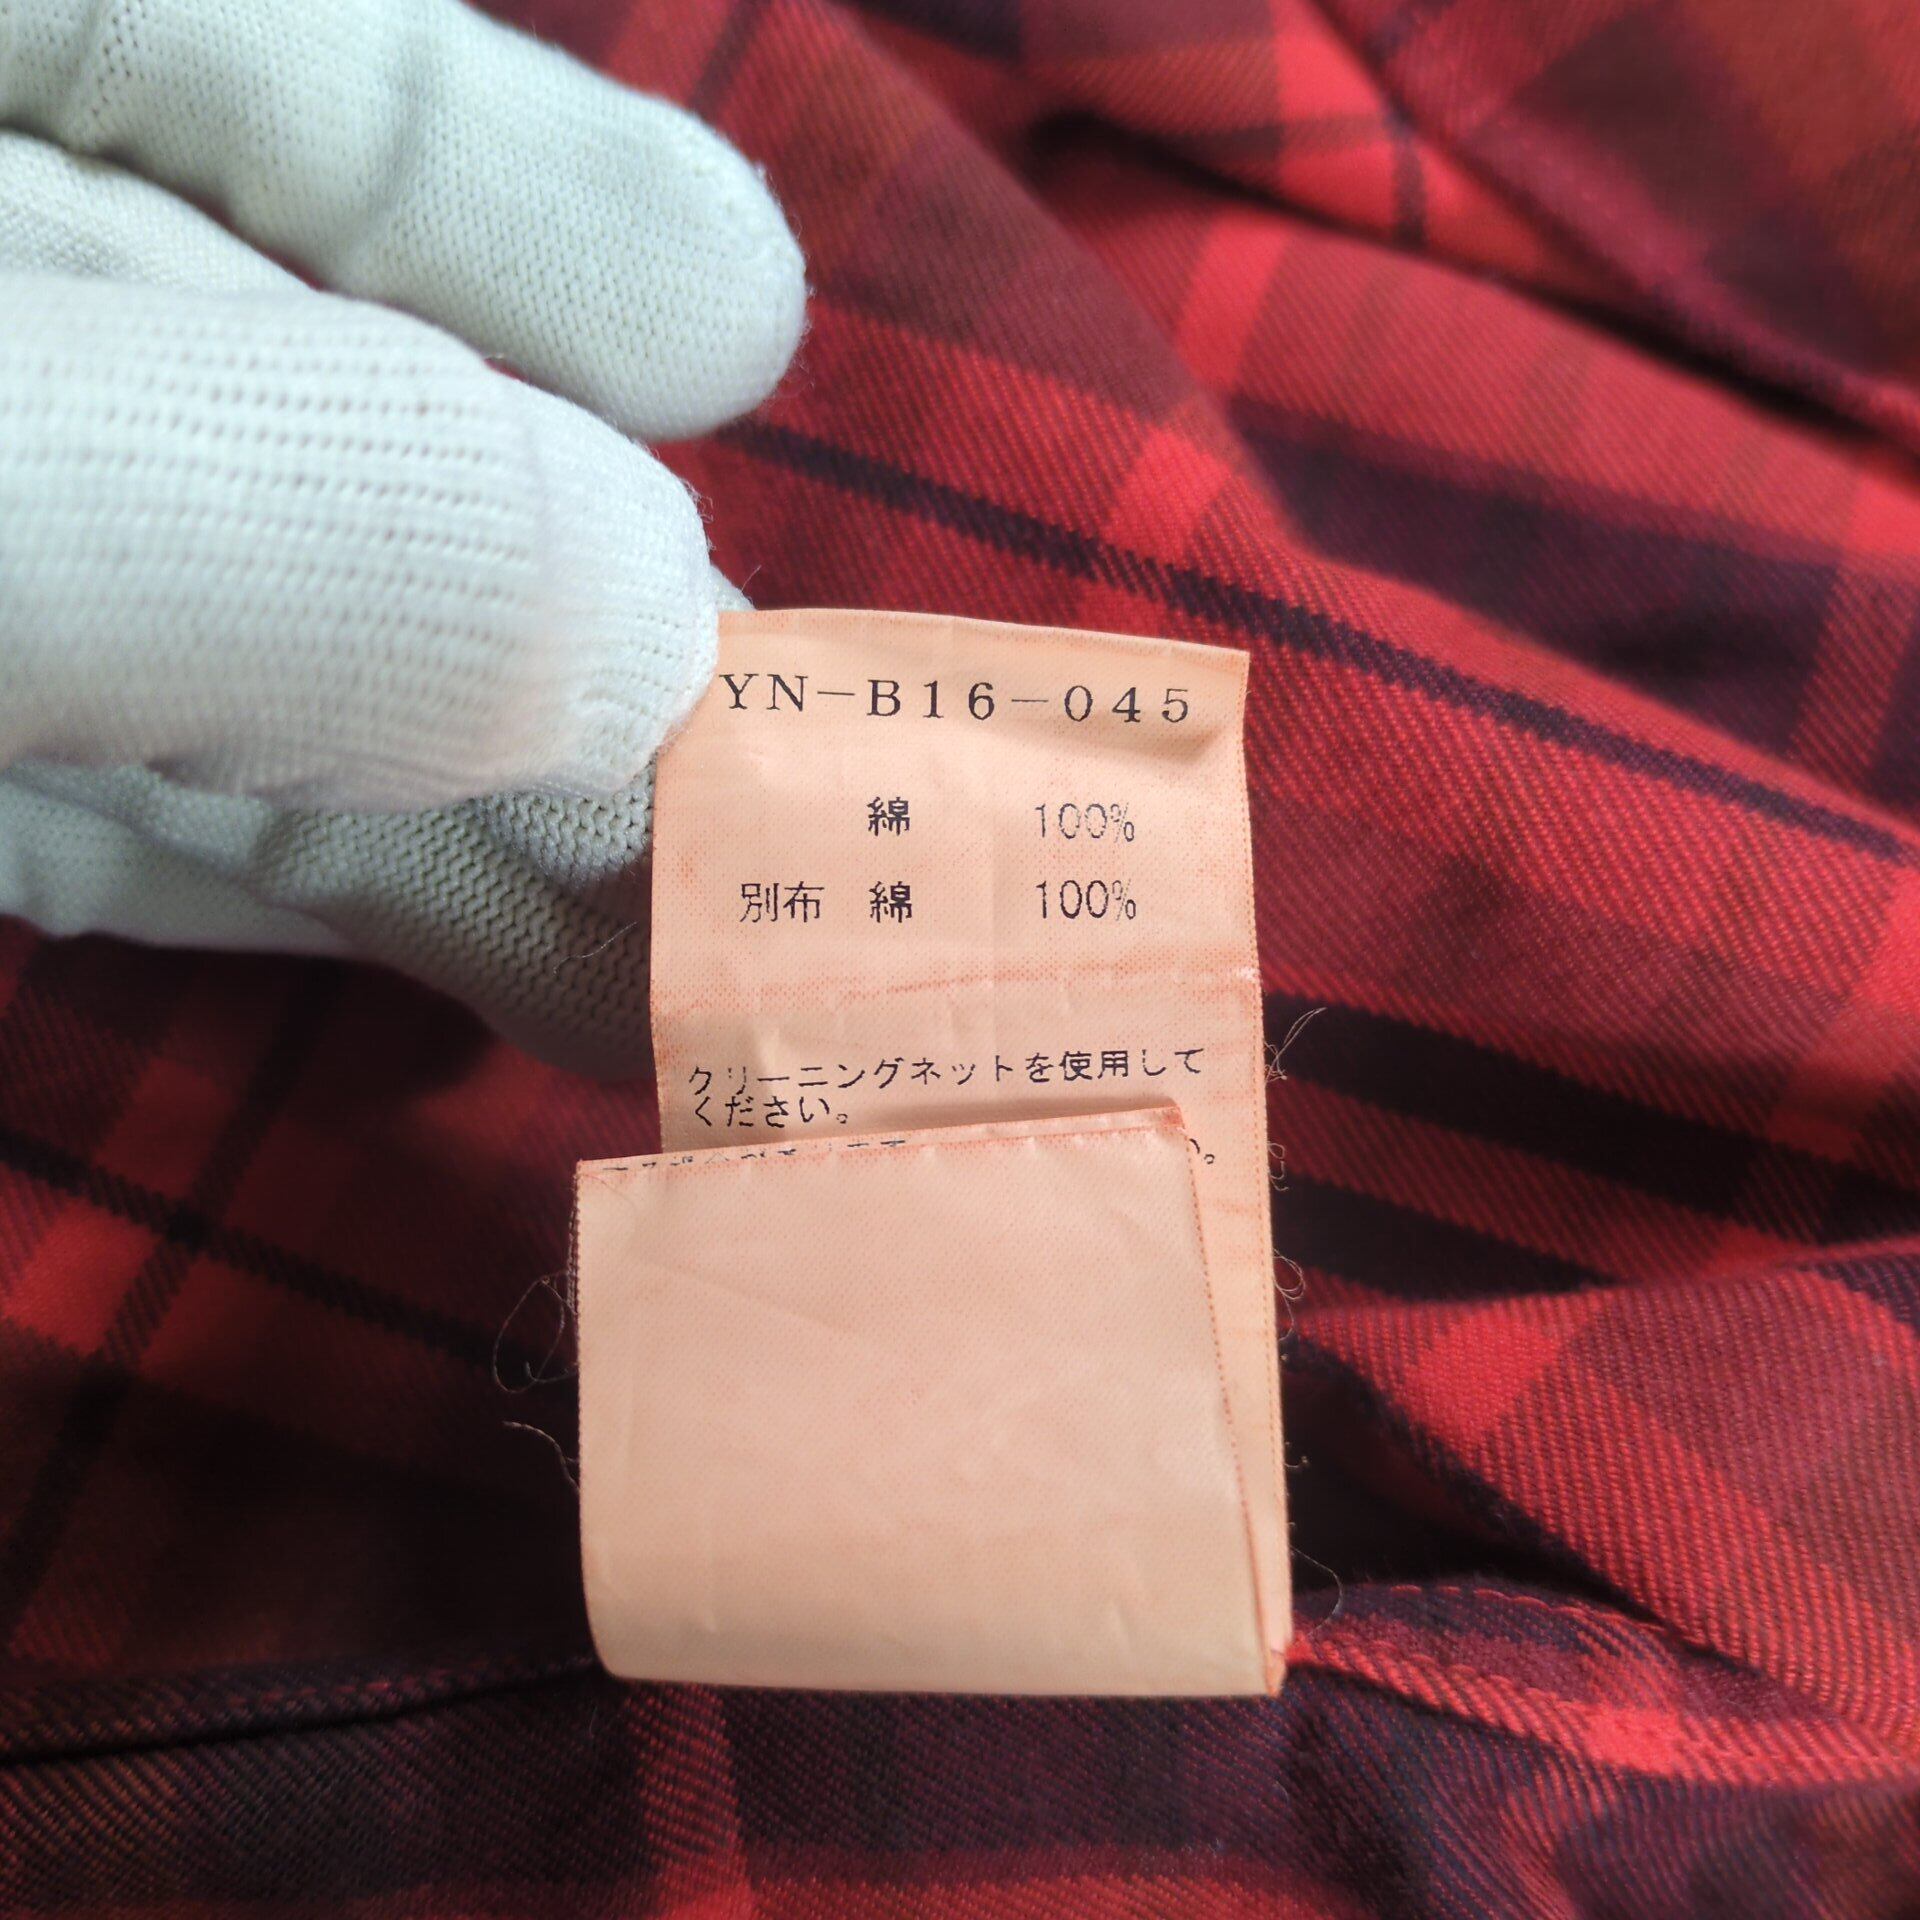 YN-B16-045
綿 100%
別布 綿 100%
クリーニングネットを使用して
ください。